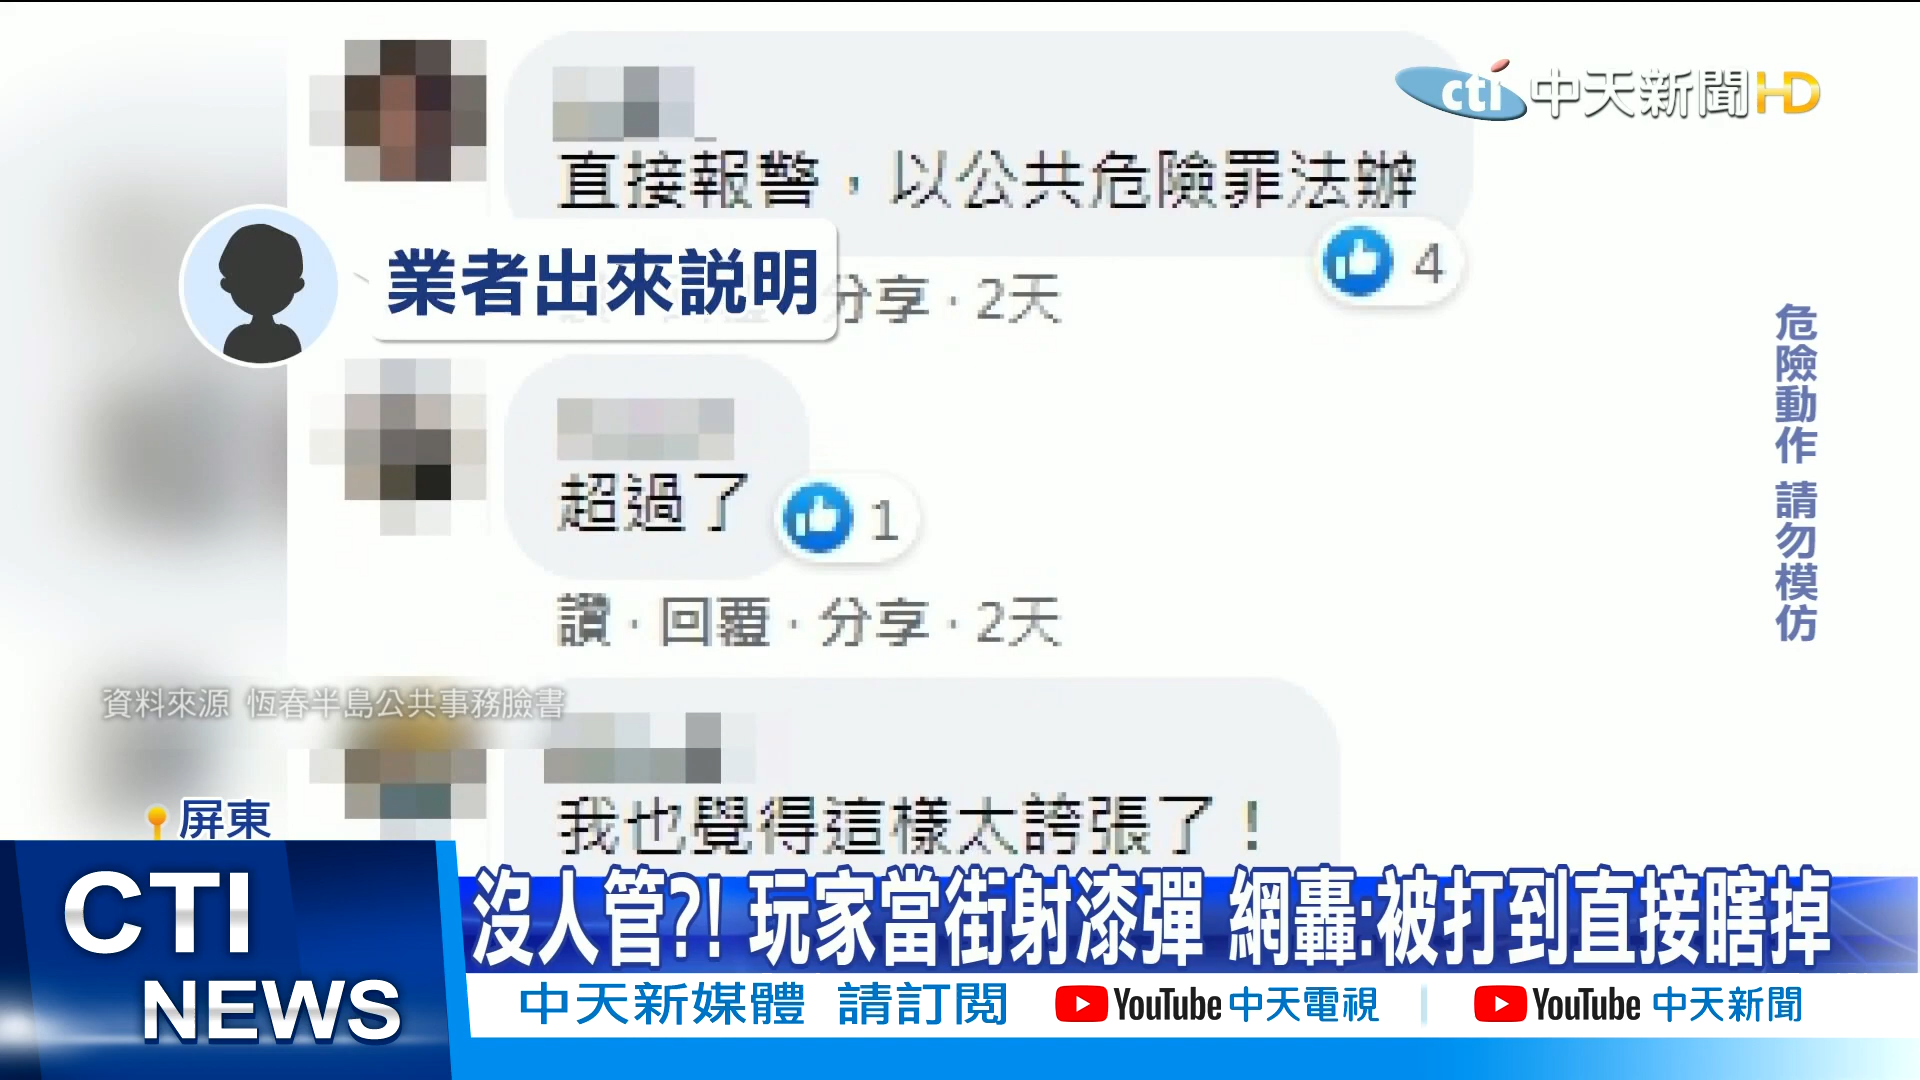 cti 中天新聞HD
直接報警，以公共危險罪法辦
4
業者出來説明
分享 · 2天
超過了
1
讚 · 回覆 · 分享 · 2天
危險動作 請勿模仿
資料來源 恆春半島公共事務臉書
我也覺得這樣太誇張了！
屏東
CTI NEWS
沒人管?! 玩家當街射漆彈 網轟:被打到直接瞎掉
中天新媒體 請訂閱 YouTube 中天電視 | YouTube 中天新聞